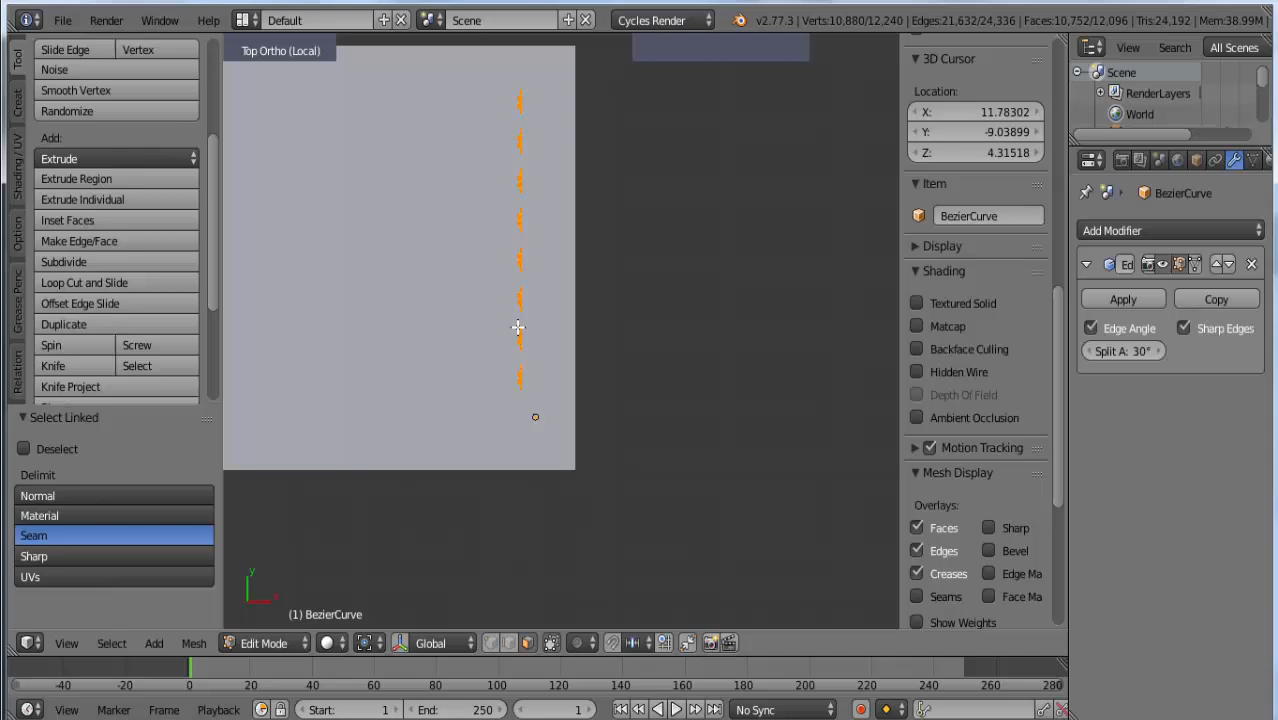 File Render Window Help Default Scene Cycles Render v2.77.3 | Verts:10,880/12,240 | Edges:21,632/24,336 | Faces:10,752/12,096 | Tris:24,192 | Mem:38.99M
Tool
Creat
Shading / UV
Option
Grease Penc
Relation
Slide Edge Vertex
Noise
Smooth Vertex
Randomize
Add:
Extrude
Extrude Region
Extrude Individual
Inset Faces
Make Edge/Face
Subdivide
Loop Cut and Slide
Offset Edge Slide
Duplicate
Spin Screw
Knife Select
Knife Project
Select Linked
Deselect
Delimit
Normal
Material
Seam
Sharp
UVs
Top Ortho (Local)
y
x
(1) BezierCurve
3D Cursor
Location:
X: 11.78302
Y: -9.03899
Z: 4.31518
Item
BezierCurve
Display
Shading
Textured Solid
Matcap
Backface Culling
Hidden Wire
Depth Of Field
Ambient Occlusion
Motion Tracking
Mesh Display
Overlays:
Faces Sharp
Edges Bevel
Creases Edge Ma
Seams Face Ma
Show Weights
View Search All Scenes
Scene
RenderLayers
World
BezierCurve
Add Modifier
Ed
Apply Copy
Edge Angle Sharp Edges
Split A: 30°
View Select Add Mesh Edit Mode Global
-40 -20 0 20 40 60 80 100 120 140 160 180 200 220 240 260 280
View Marker Frame Playback Start: 1 End: 250 1 No Sync